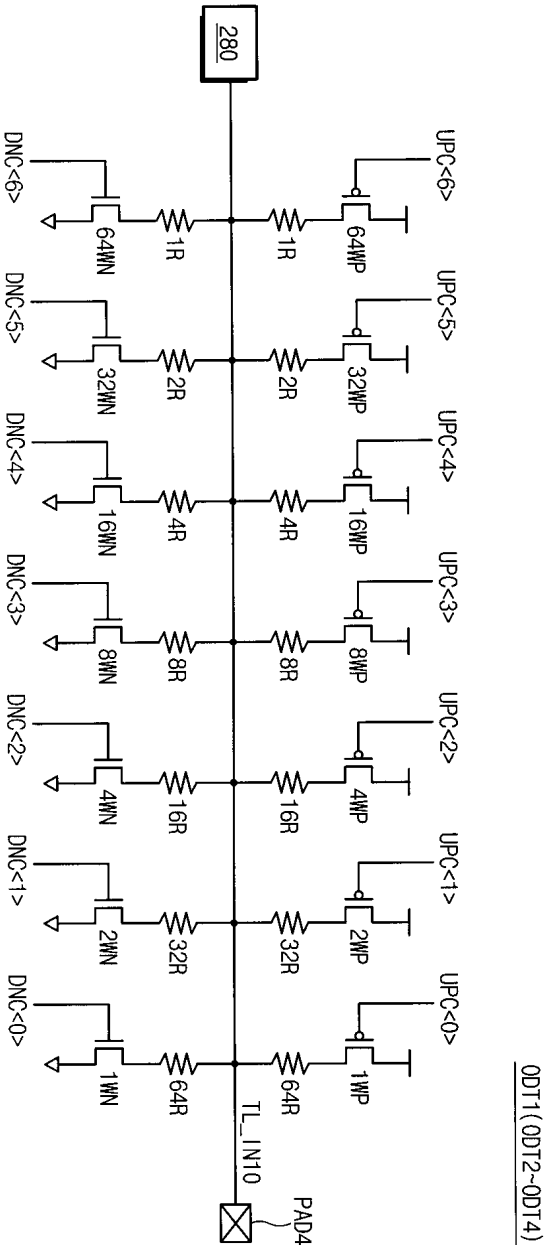 ODT1(ODT2~ODT4)
UPC<6>
UPC<5>
UPC<4>
UPC<3>
UPC<2>
UPC<1>
UPC<0>
64WP
32WP
16WP
8WP
4WP
2WP
1WP
1R
2R
4R
8R
16R
32R
64R
280
TL_IN10
PAD4
1R
2R
4R
8R
16R
32R
64R
64WN
32WN
16WN
8WN
4WN
2WN
1WN
DNC<6>
DNC<5>
DNC<4>
DNC<3>
DNC<2>
DNC<1>
DNC<0>